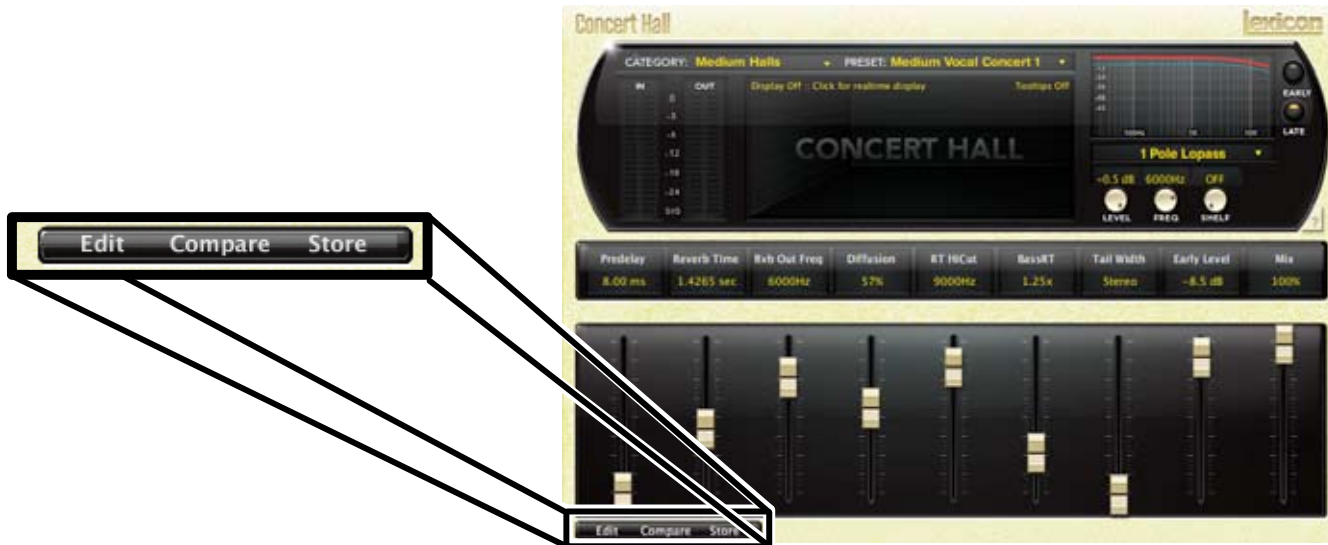 Concert Hall
lexicon
CATEGORY: Medium Halls
PRESET: Medium Vocal Concert 1
IN
OUT
Display Off : Click for realtime display
Tooltips Off
0
-3
-6
-12
-18
-24
CONCERT HALL
100Hz
1K
10K
EARLY
LATE
1 Pole Lopass
-0.5 dB
6000Hz
OFF
LEVEL
FREQ
SHELF
?
Edit
Compare
Store
Predelay
Reverb Time
Rvb Out Freq
Diffusion
RT HiCut
BassRT
Tail Width
Early Level
Mix
8.00 ms
1.4265 sec
6000Hz
57%
9000Hz
1.25x
Stereo
-8.5 dB
100%
Edit
Compare
Store